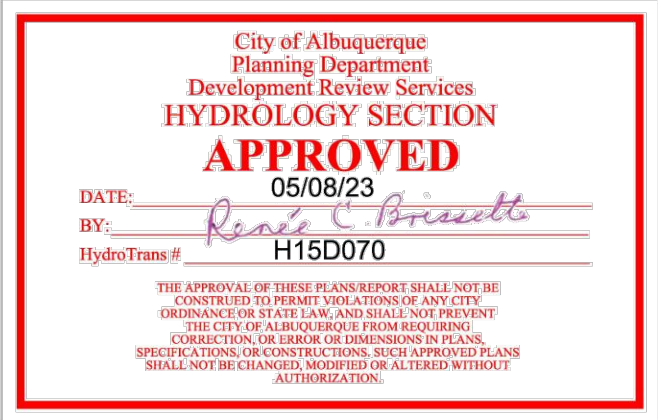 City of Albuquerque
Planning Department
Development Review Services
HYDROLOGY SECTION
APPROVED
DATE: 05/08/23
BY: Renée C. Brissette
HydroTrans # H15D070
THE APPROVAL OF THESE PLANS/REPORT SHALL NOT BE
CONSTRUED TO PERMIT VIOLATIONS OF ANY CITY
ORDINANCE OR STATE LAW, AND SHALL NOT PREVENT
THE CITY OF ALBUQUERQUE FROM REQUIRING
CORRECTION, OR ERROR OR DIMENSIONS IN PLANS,
SPECIFICATIONS, OR CONSTRUCTIONS. SUCH APPROVED PLANS
SHALL NOT BE CHANGED, MODIFIED OR ALTERED WITHOUT
AUTHORIZATION.